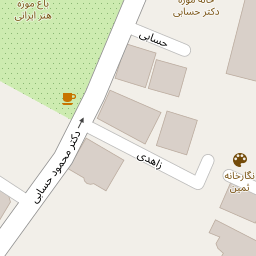 خانه موزه
دکتر حسابی
باغ موزه
هنر ایرانی
حسابی
دکتر محمود حسابی
زاهدی
نگارخانه
ثمین